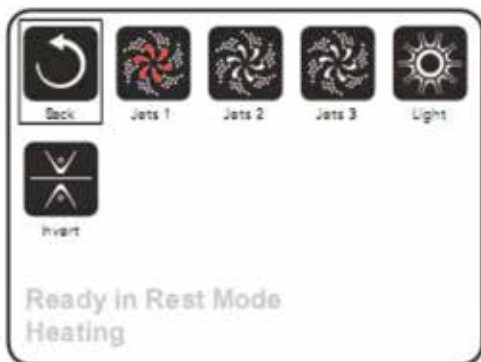 Back
Jets 1
Jets 2
Jets 3
Light
Invert
Ready in Rest Mode
Heating